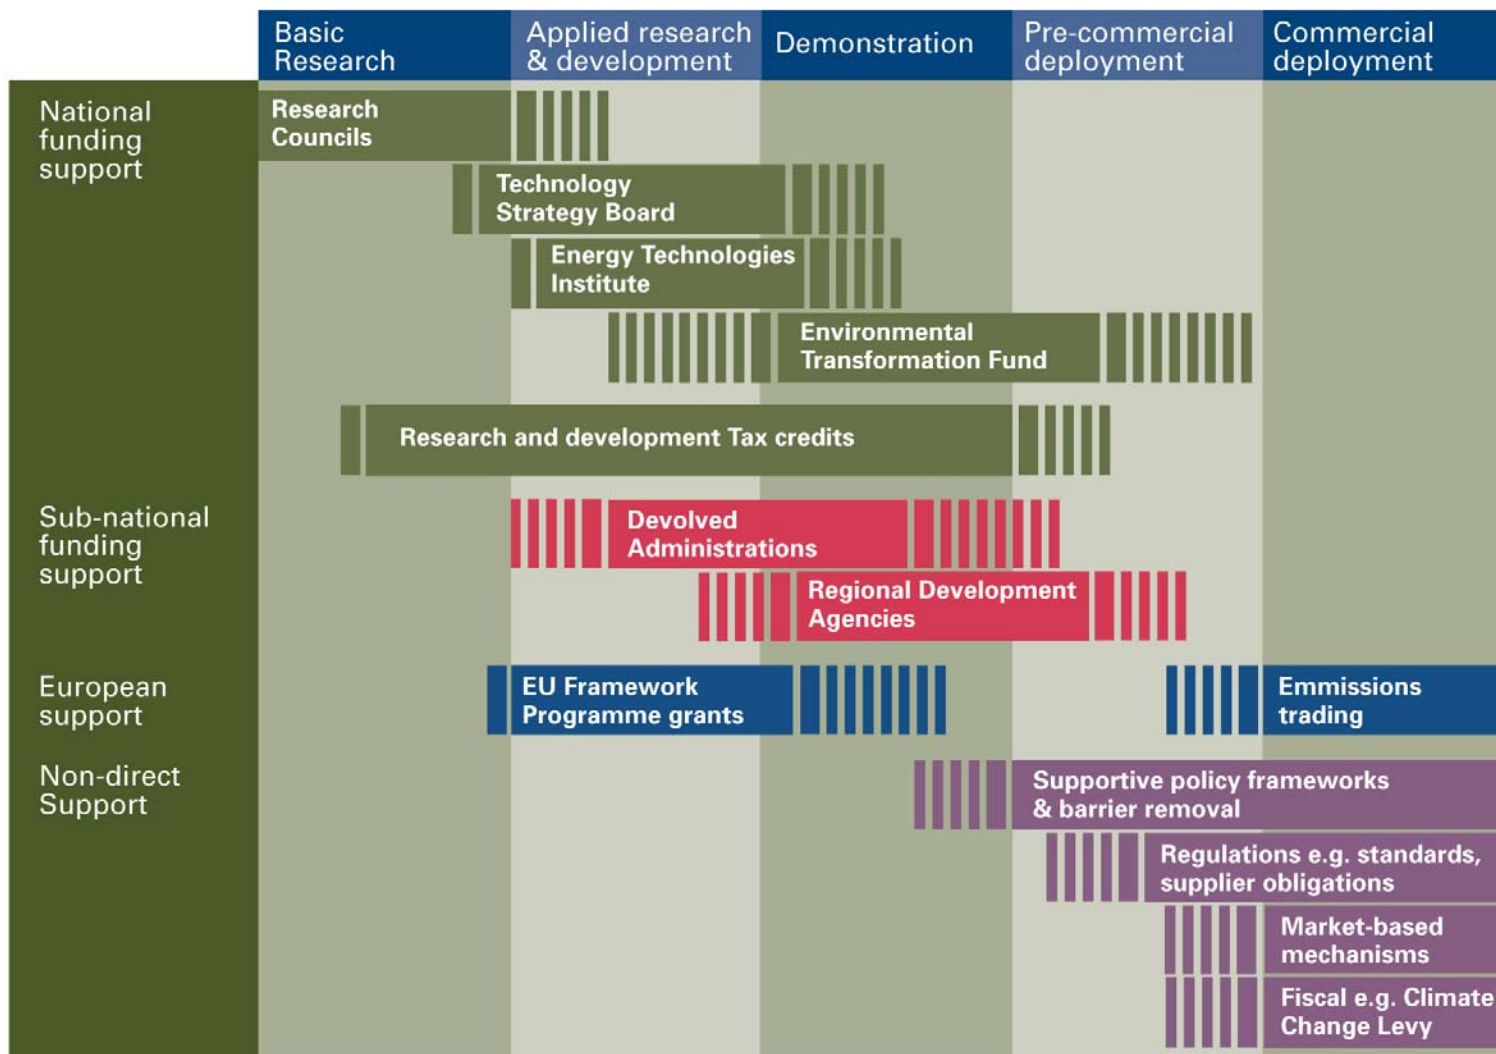 Basic
Research
Applied research
& development
Demonstration
Pre-commercial
deployment
Commercial
deployment
National
funding
support
Research
Councils
Technology
Strategy Board
Energy Technologies
Institute
Environmental
Transformation Fund
Research and development Tax credits
Sub-national
funding
support
Devolved
Administrations
Regional Development
Agencies
European
support
EU Framework
Programme grants
Emmissions
trading
Non-direct
Support
Supportive policy frameworks
& barrier removal
Regulations e.g. standards,
supplier obligations
Market-based
mechanisms
Fiscal e.g. Climate
Change Levy